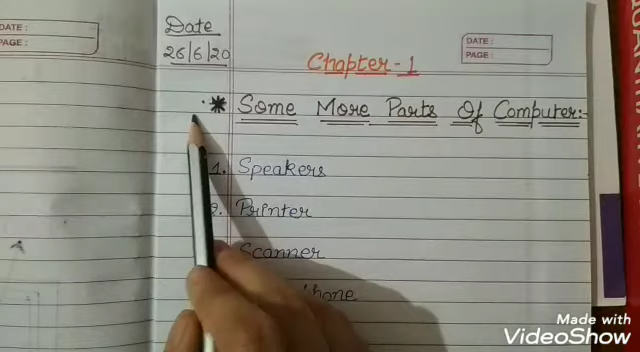 DATE :
PAGE :
Date
26/6/20
DATE :
PAGE :
Chapter-1
* Some More Parts Of Computer:-
1. Speakers
2. Printer
Scanner
Made with
VideoShow